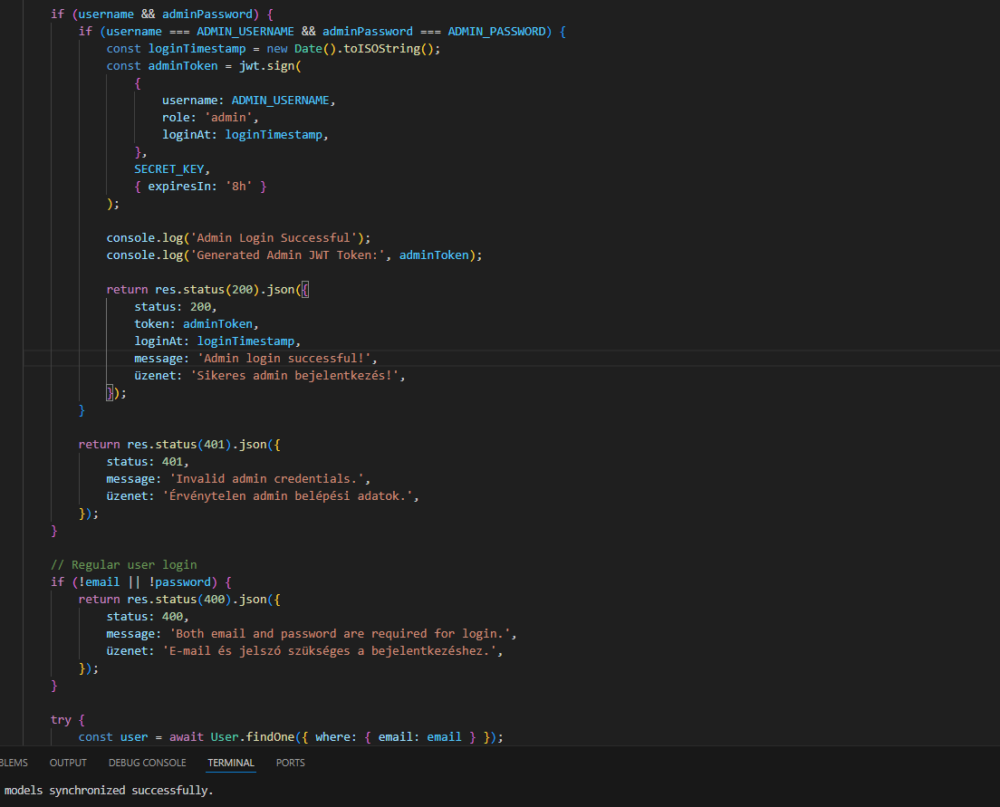 if (username && adminPassword) {
if (username === ADMIN_USERNAME && adminPassword === ADMIN_PASSWORD) {
const loginTimestamp = new Date().toISOString();
const adminToken = jwt.sign(
{
username: ADMIN_USERNAME,
role: 'admin',
loginAt: loginTimestamp,
},
SECRET_KEY,
{ expiresIn: '8h' }
);
console.log('Admin Login Successful');
console.log('Generated Admin JWT Token:', adminToken);
return res.status(200).json({
status: 200,
token: adminToken,
loginAt: loginTimestamp,
message: 'Admin login successful!',
üzenet: 'Sikeres admin bejelentkezés!',
});
}
return res.status(401).json({
status: 401,
message: 'Invalid admin credentials.',
üzenet: 'Érvénytelen admin belépési adatok.',
});
}
// Regular user login
if (!email || !password) {
return res.status(400).json({
status: 400,
message: 'Both email and password are required for login.',
üzenet: 'E-mail és jelszó szükséges a bejelentkezéshez.',
});
}
try {
const user = await User.findOne({ where: { email: email } });
BLEMS OUTPUT DEBUG CONSOLE TERMINAL PORTS
models synchronized successfully.